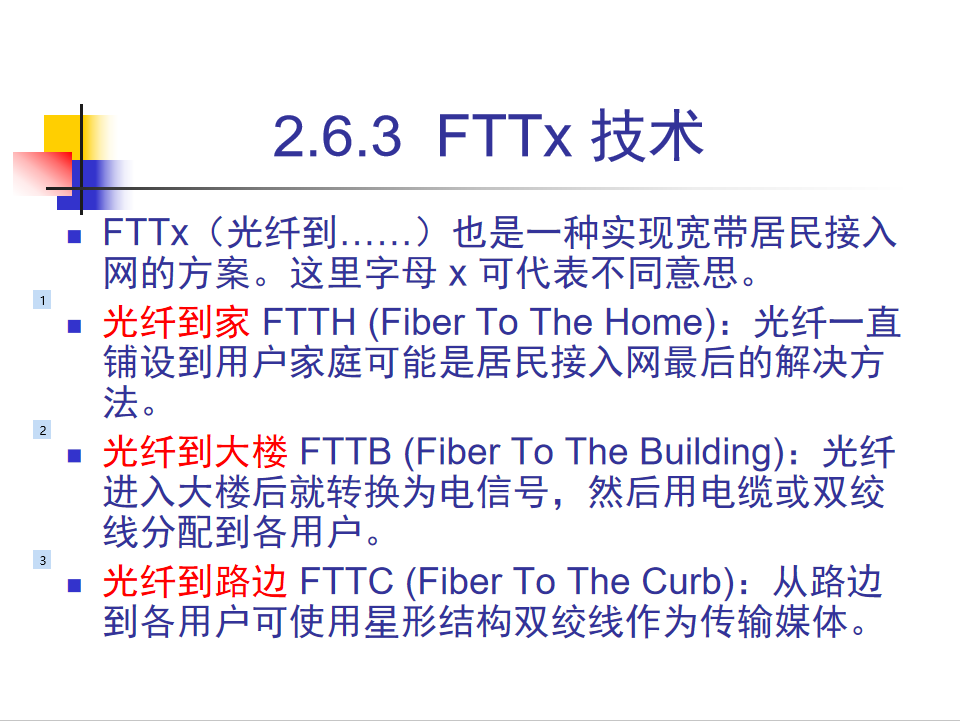 2.6.3 FTTx 技术
FTTx（光纤到……）也是一种实现宽带居民接入
网的方案。这里字母 x 可代表不同意思。
1
光纤到家 FTTH (Fiber To The Home)：光纤一直
铺设到用户家庭可能是居民接入网最后的解决方
法。
2
光纤到大楼 FTTB (Fiber To The Building)：光纤
进入大楼后就转换为电信号，然后用电缆或双绞
线分配到各用户。
3
光纤到路边 FTTC (Fiber To The Curb)：从路边
到各用户可使用星形结构双绞线作为传输媒体。